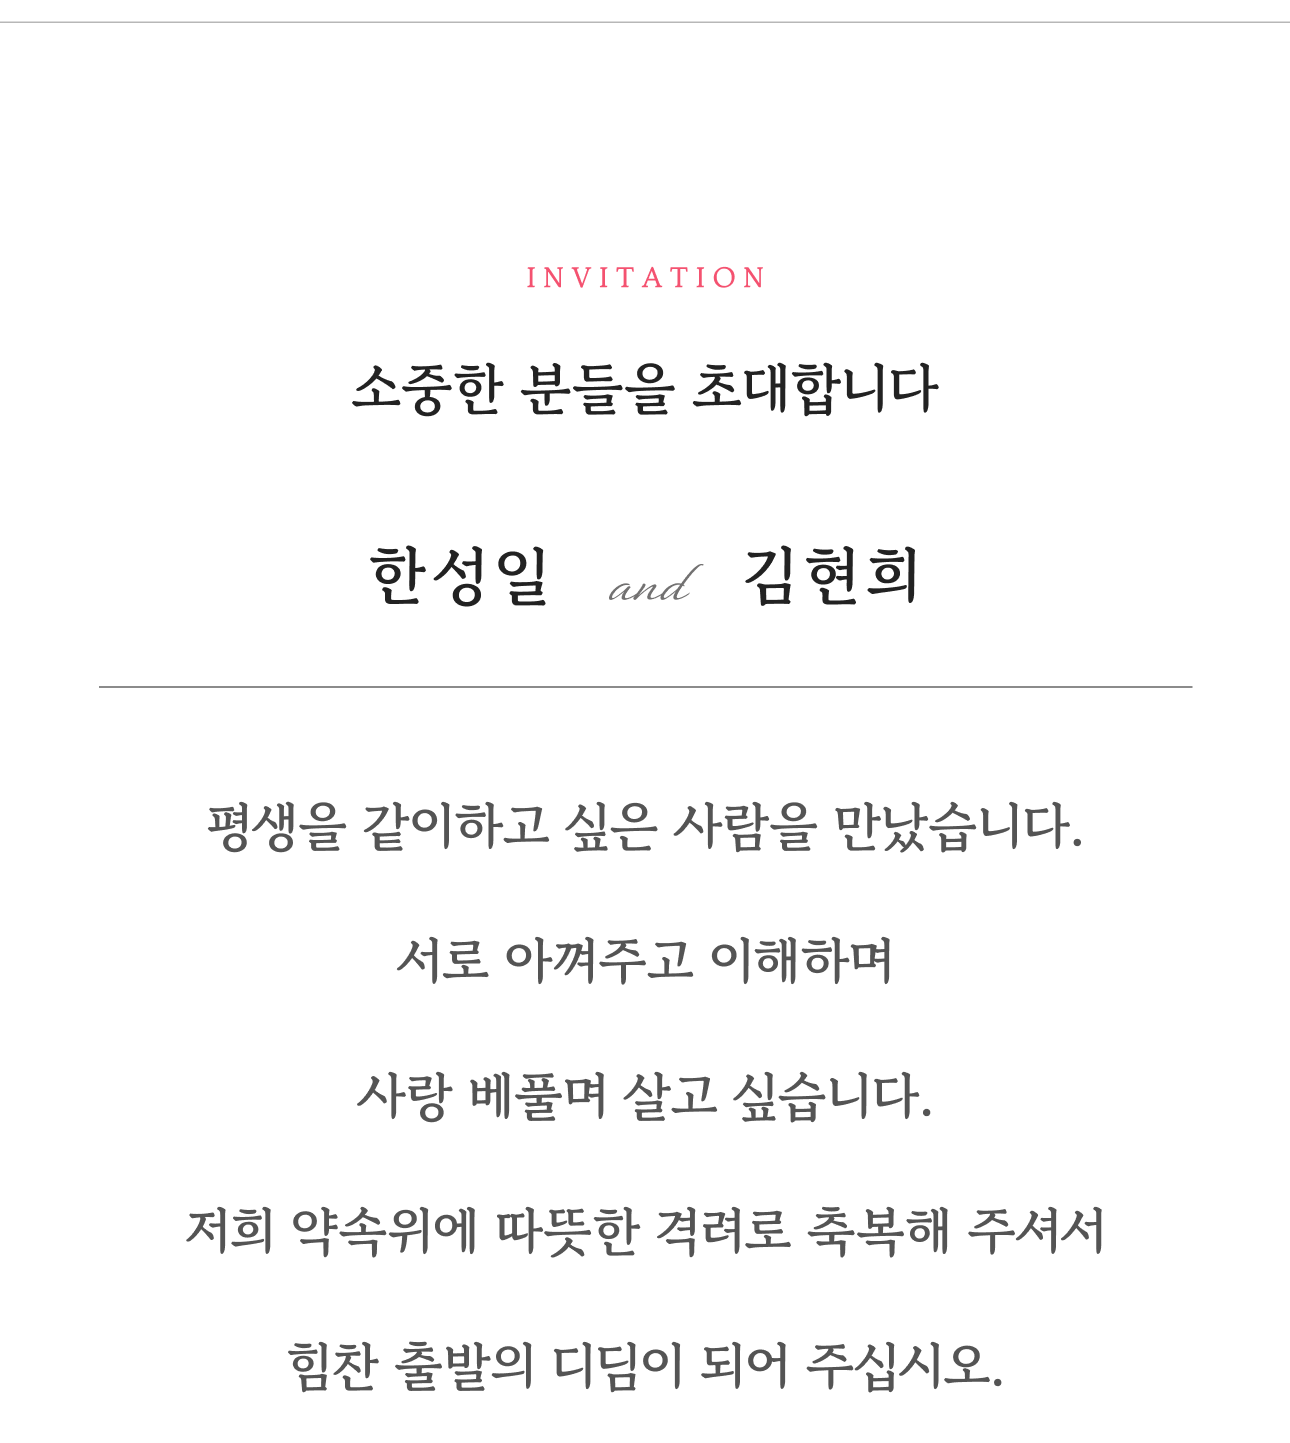 INVITATION
소중한 분들을 초대합니다
한성일 and 김현희
평생을 같이하고 싶은 사람을 만났습니다.
서로 아껴주고 이해하며
사랑 베풀며 살고 싶습니다.
저희 약속위에 따뜻한 격려로 축복해 주셔서
힘찬 출발의 디딤이 되어 주십시오.